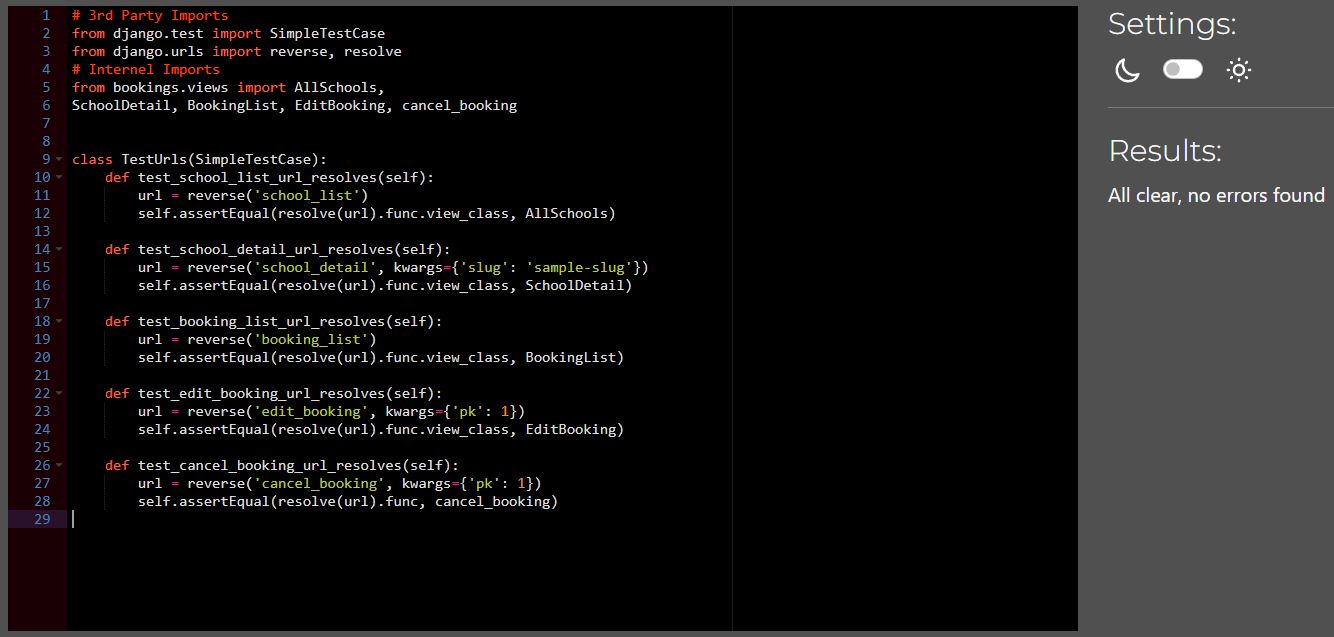 1 # 3rd Party Imports
2 from django.test import SimpleTestCase
3 from django.urls import reverse, resolve
4 # Internel Imports
5 from bookings.views import AllSchools,
6 SchoolDetail, BookingList, EditBooking, cancel_booking
7
8
9 class TestUrls(SimpleTestCase):
10     def test_school_list_url_resolves(self):
11         url = reverse('school_list')
12         self.assertEqual(resolve(url).func.view_class, AllSchools)
13
14     def test_school_detail_url_resolves(self):
15         url = reverse('school_detail', kwargs={'slug': 'sample-slug'})
16         self.assertEqual(resolve(url).func.view_class, SchoolDetail)
17
18     def test_booking_list_url_resolves(self):
19         url = reverse('booking_list')
20         self.assertEqual(resolve(url).func.view_class, BookingList)
21
22     def test_edit_booking_url_resolves(self):
23         url = reverse('edit_booking', kwargs={'pk': 1})
24         self.assertEqual(resolve(url).func.view_class, EditBooking)
25
26     def test_cancel_booking_url_resolves(self):
27         url = reverse('cancel_booking', kwargs={'pk': 1})
28         self.assertEqual(resolve(url).func, cancel_booking)
29
Settings:
Results:
All clear, no errors found